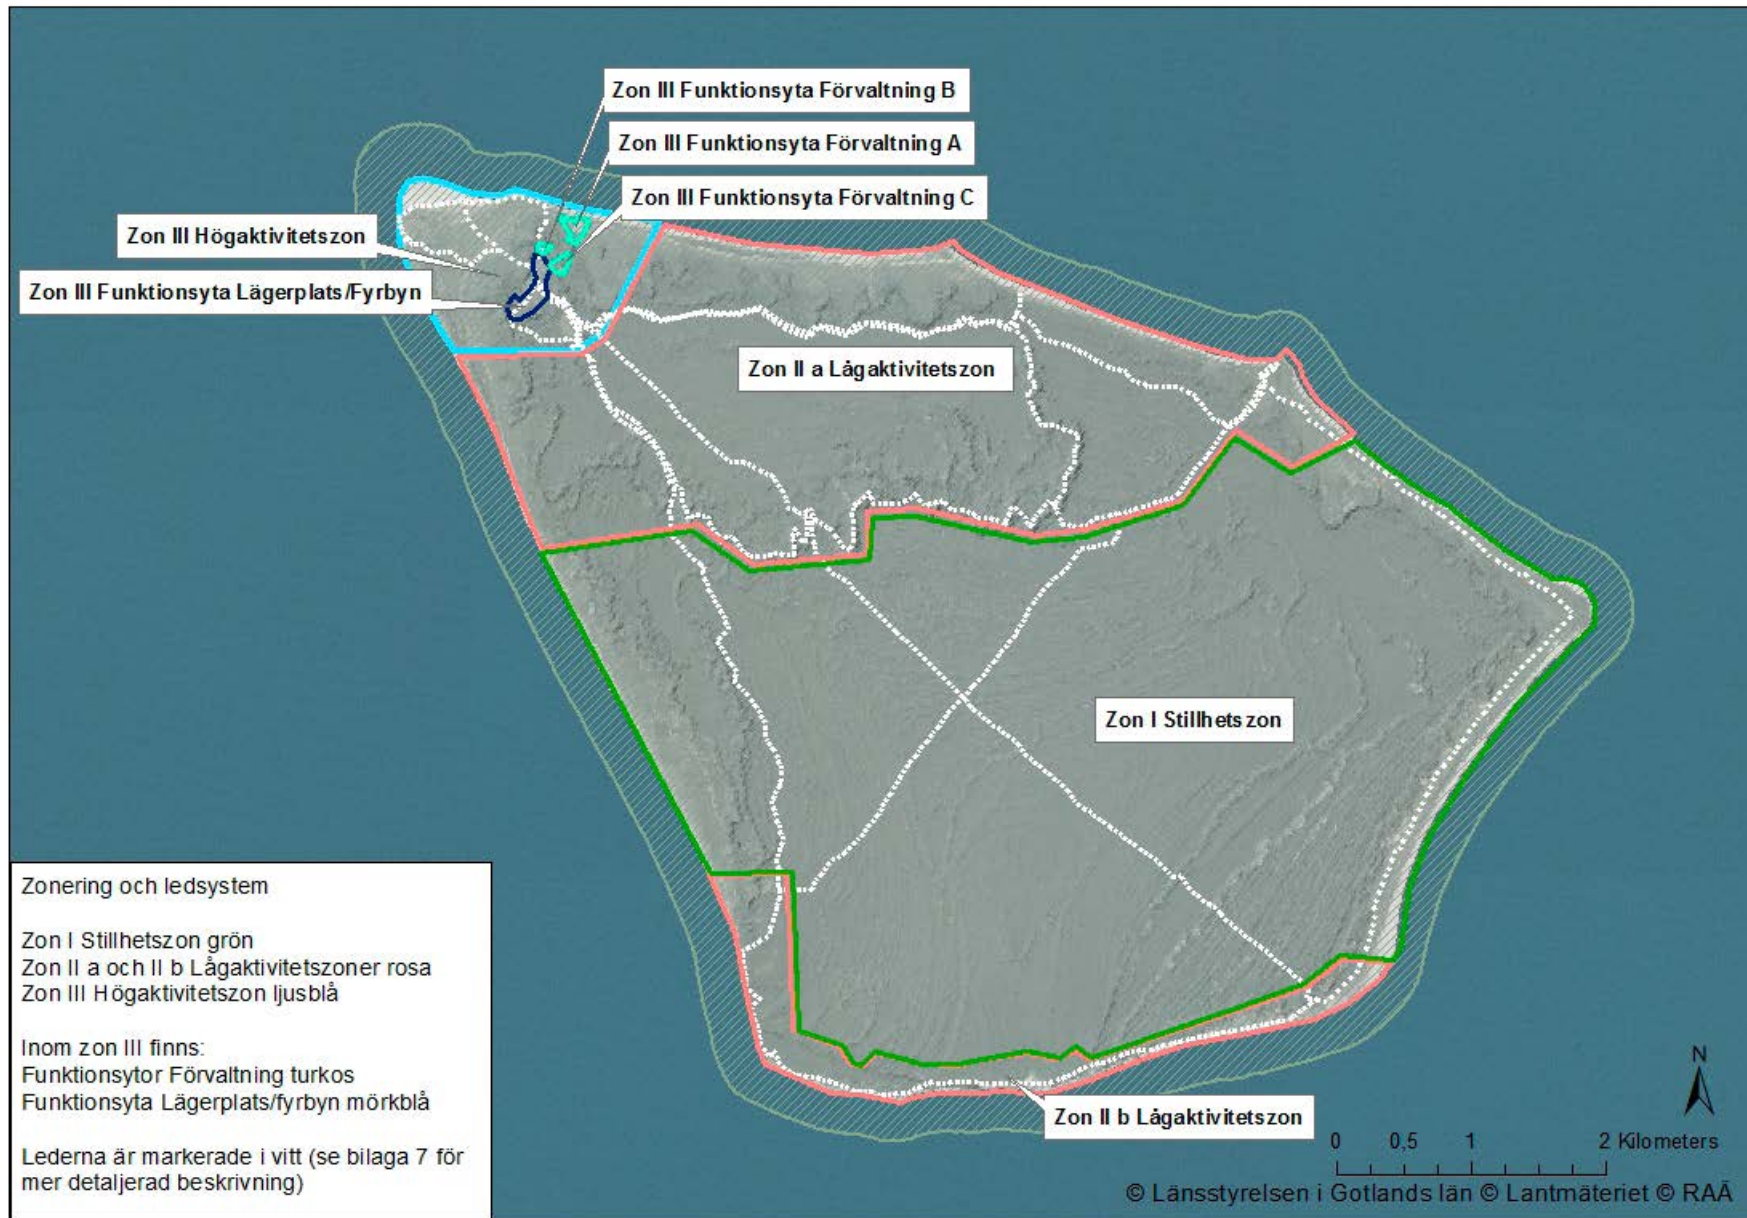 Zon III Funktionsyta Förvaltning B
Zon III Funktionsyta Förvaltning A
Zon III Funktionsyta Förvaltning C
Zon III Högaktivitetszon
Zon III Funktionsyta Lägerplats/Fyrbyn
Zon II a Lågaktivitetszon
Zon I Stillhetszon
Zon II b Lågaktivitetszon
Zonering och ledsystem
Zon I Stillhetszon grön
Zon II a och II b Lågaktivitetszoner rosa
Zon III Högaktivitetszon ljusblå
Inom zon III finns:
Funktionsytor Förvaltning turkos
Funktionsyta Lägerplats/fyrbyn mörkblå
Lederna är markerade i vitt (se bilaga 7 för
mer detaljerad beskrivning)
N
0 0,5 1 2 Kilometers
© Länsstyrelsen i Gotlands län © Lantmäteriet © RAÄ